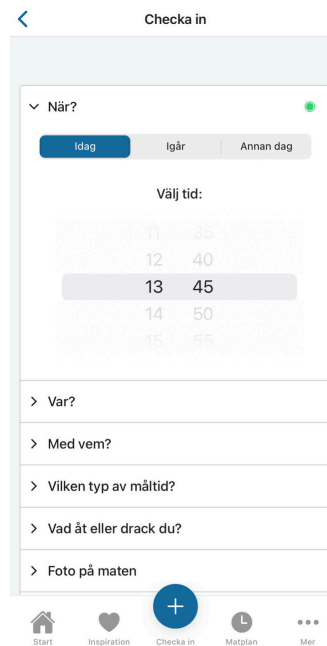 Checka in
När?
Idag Igår Annan dag
Välj tid:
11 35
12 40
13 45
14 50
15 55
Var?
Med vem?
Vilken typ av måltid?
Vad åt eller drack du?
Foto på maten
Start Inspiration Checka in Matplan Mer